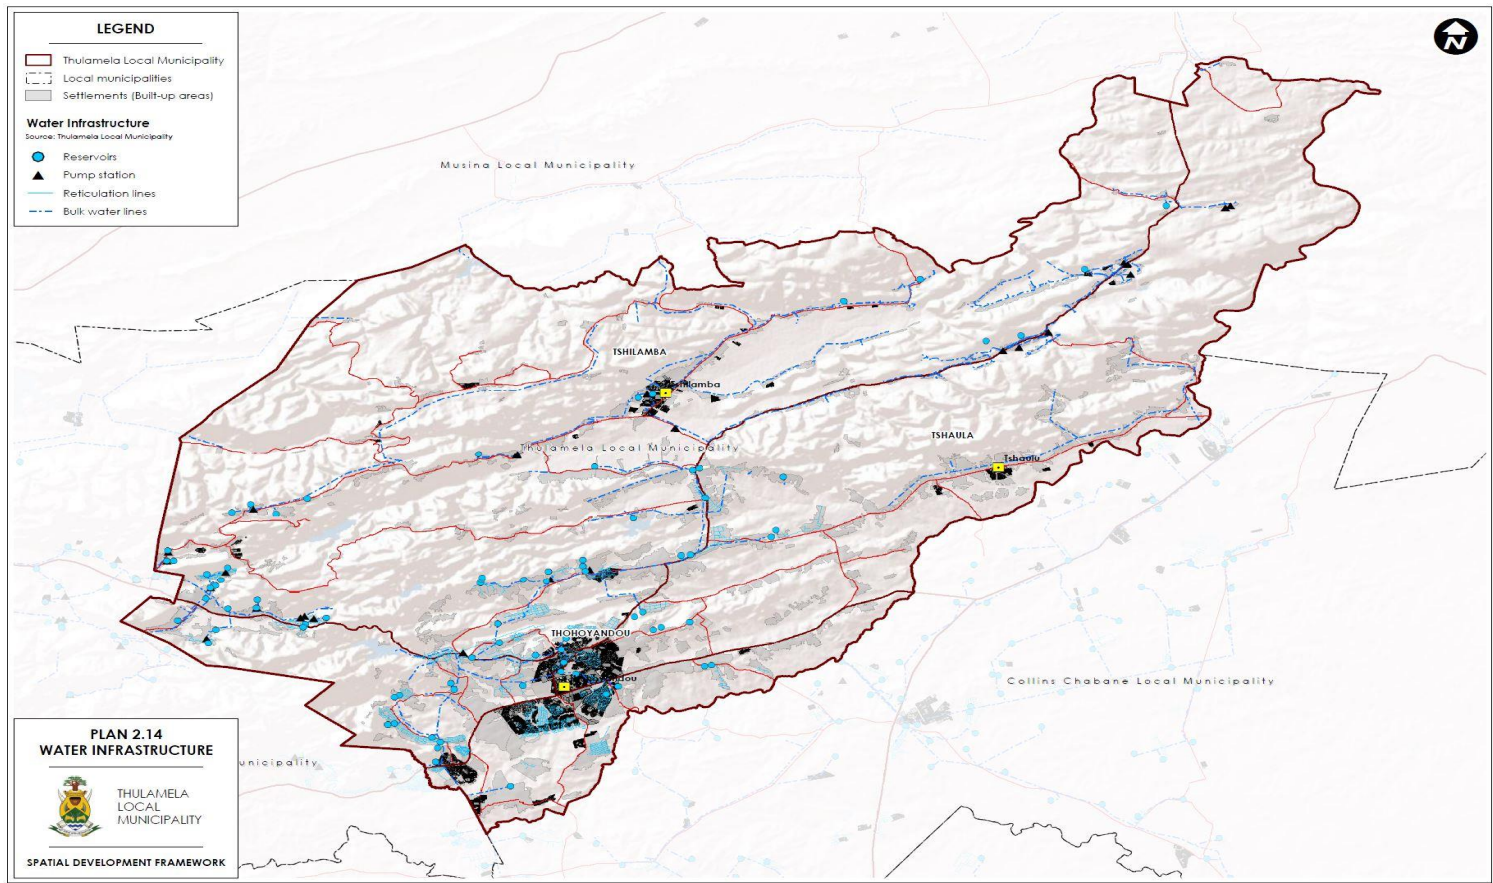 LEGEND
Thulamela Local Municipality
Local municipalities
Settlements (Built-up areas)
Water Infrastructure
Source: Thulamela Local Municipality
Reservoirs
Pump station
Reticulation lines
Bulk water lines
N
Musina Local Municipality
TSHILAMBA
Thulamela Local Municipality
TSHAULA
Tshaulu
THOHOYANDOU
Collins Chabane Local Municipality
unicipality
PLAN 2.14
WATER INFRASTRUCTURE
THULAMELA
LOCAL
MUNICIPALITY
SPATIAL DEVELOPMENT FRAMEWORK